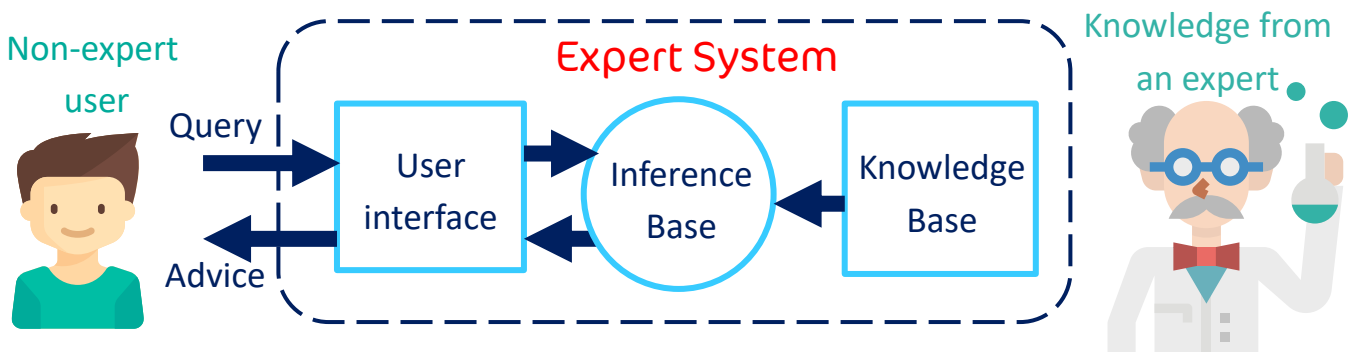 Non-expert
user
Query
Advice
Expert System
User
interface
Inference
Base
Knowledge
Base
Knowledge from
an expert